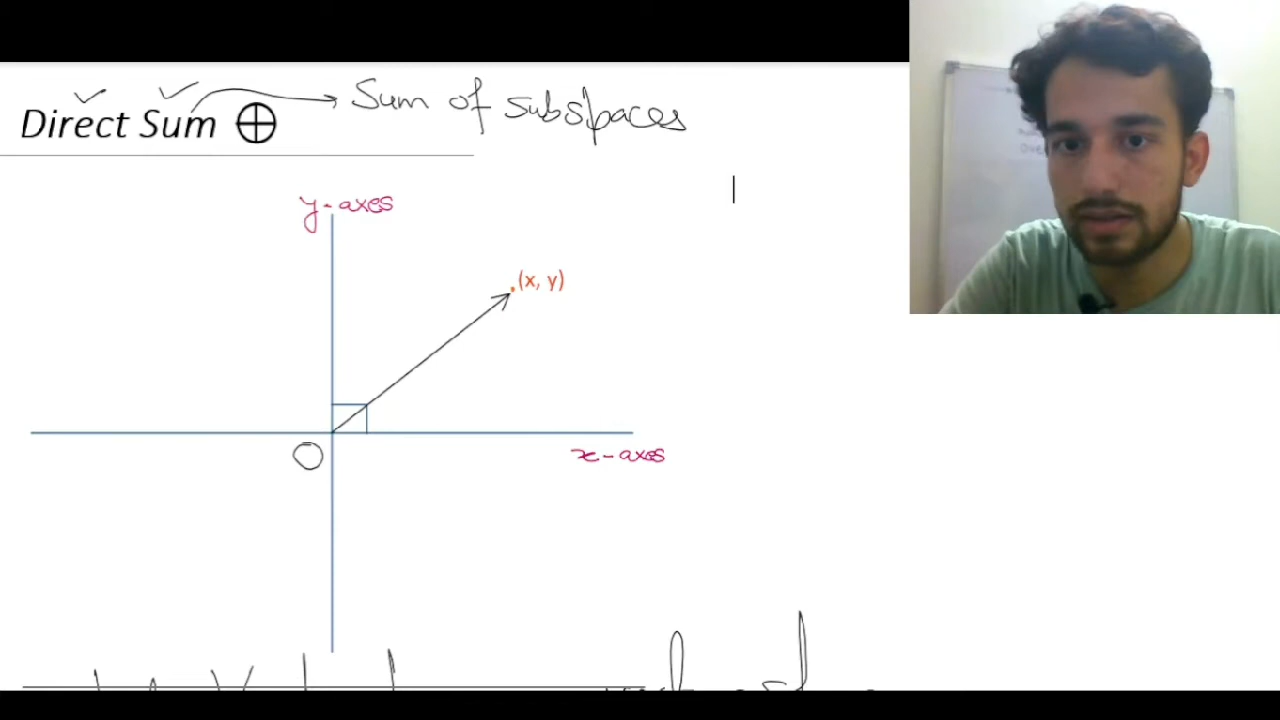 Direct Sum ⊕ → Sum of subspaces
y-axes
(x, y)
O
x-axes